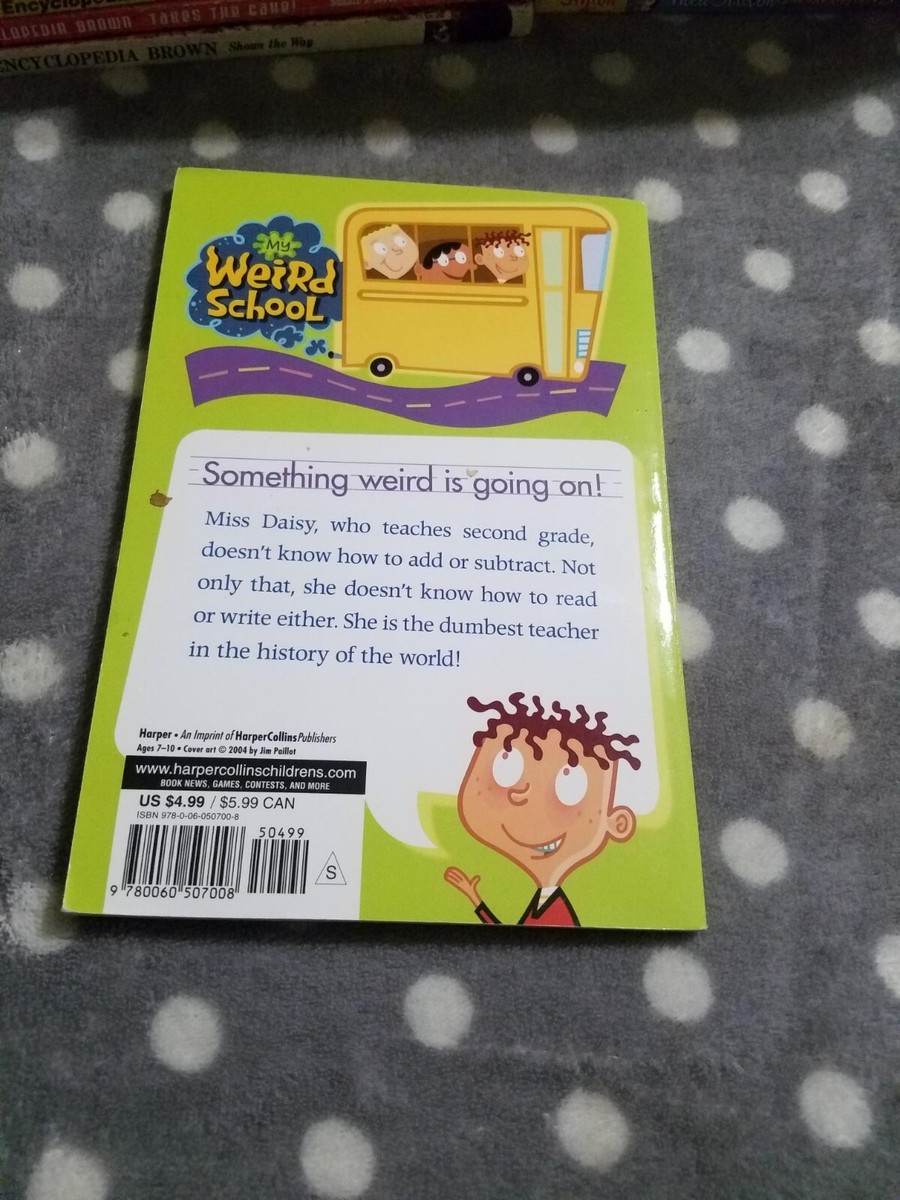 Encyclopedia
LOPEDIA BROWN TAKES THE CAKE!
ENCYCLOPEDIA BROWN Shows the Way
My
WeiRd
SchooL
Something weird is going on!
Miss Daisy, who teaches second grade,
doesn't know how to add or subtract. Not
only that, she doesn't know how to read
or write either. She is the dumbest teacher
in the history of the world!
Harper • An Imprint of HarperCollinsPublishers
Ages 7–10 • Cover art © 2004 by Jim Paillot
www.harpercollinschildrens.com
BOOK NEWS, GAMES, CONTESTS, AND MORE
US $4.99 / $5.99 CAN
ISBN 978-0-06-050700-8
50499
S
9 780060 507008